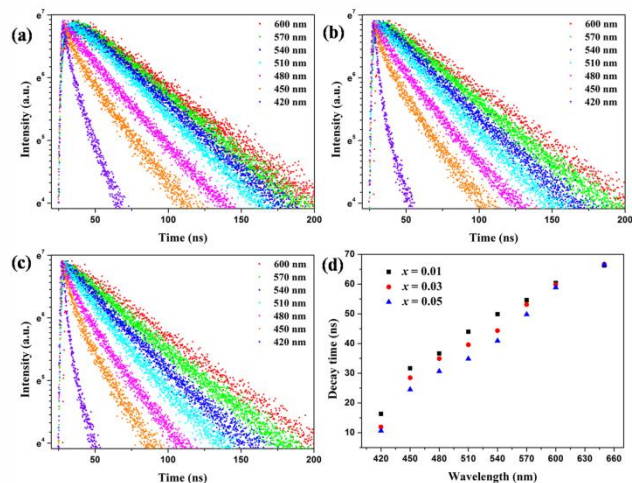 (a)
e⁷
e⁶
e⁵
e⁴
Intensity (a.u.)
600 nm
570 nm
540 nm
510 nm
480 nm
450 nm
420 nm
50 100 150 200
Time (ns)
(b)
e⁷
e⁶
e⁵
e⁴
Intensity (a.u.)
600 nm
570 nm
540 nm
510 nm
480 nm
450 nm
420 nm
50 100 150 200
Time (ns)
(c)
e⁷
e⁶
e⁵
e⁴
Intensity (a.u.)
600 nm
570 nm
540 nm
510 nm
480 nm
450 nm
420 nm
50 100 150 200
Time (ns)
(d)
70
60
50
40
30
20
10
Decay time (ns)
x = 0.01
x = 0.03
x = 0.05
420 450 480 510 540 570 600 630 660
Wavelength (nm)